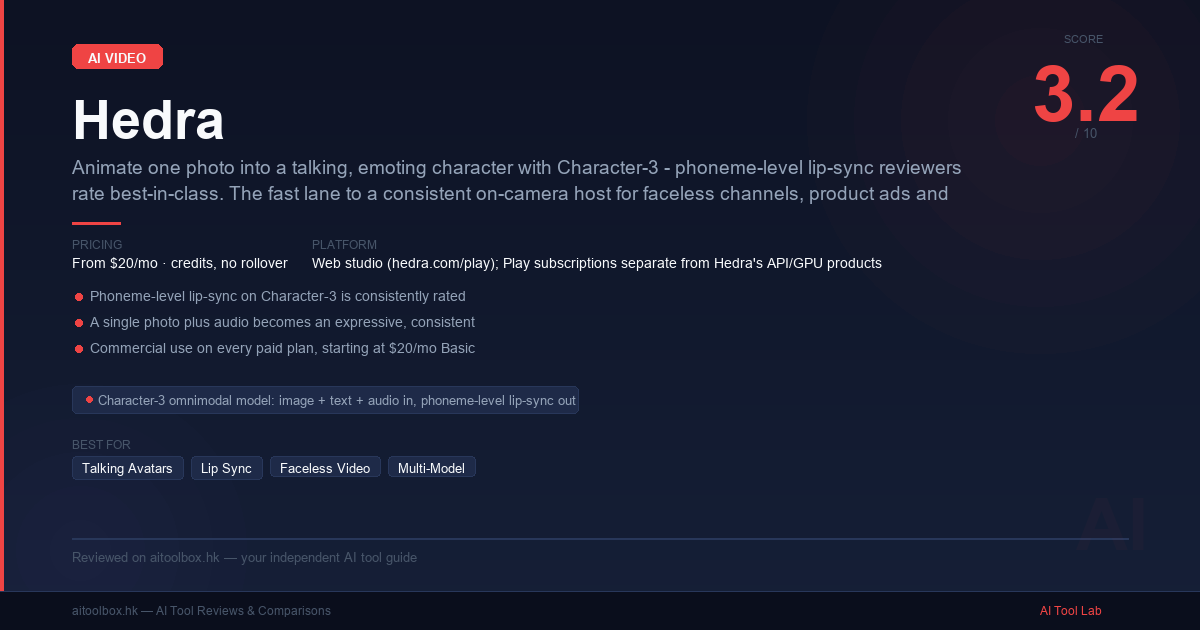 AI VIDEO
SCORE
3.2
/ 10
Hedra
Animate one photo into a talking, emoting character with Character-3 - phoneme-level lip-sync reviewers
rate best-in-class. The fast lane to a consistent on-camera host for faceless channels, product ads and
PRICING
PLATFORM
From $20/mo · credits, no rollover
Web studio (hedra.com/play); Play subscriptions separate from Hedra's API/GPU products
Phoneme-level lip-sync on Character-3 is consistently rated
A single photo plus audio becomes an expressive, consistent
Commercial use on every paid plan, starting at $20/mo Basic
Character-3 omnimodal model: image + text + audio in, phoneme-level lip-sync out
BEST FOR
Talking Avatars
Lip Sync
Faceless Video
Multi-Model
AI
Reviewed on aitoolbox.hk — your independent AI tool guide
aitoolbox.hk — AI Tool Reviews & Comparisons
AI Tool Lab